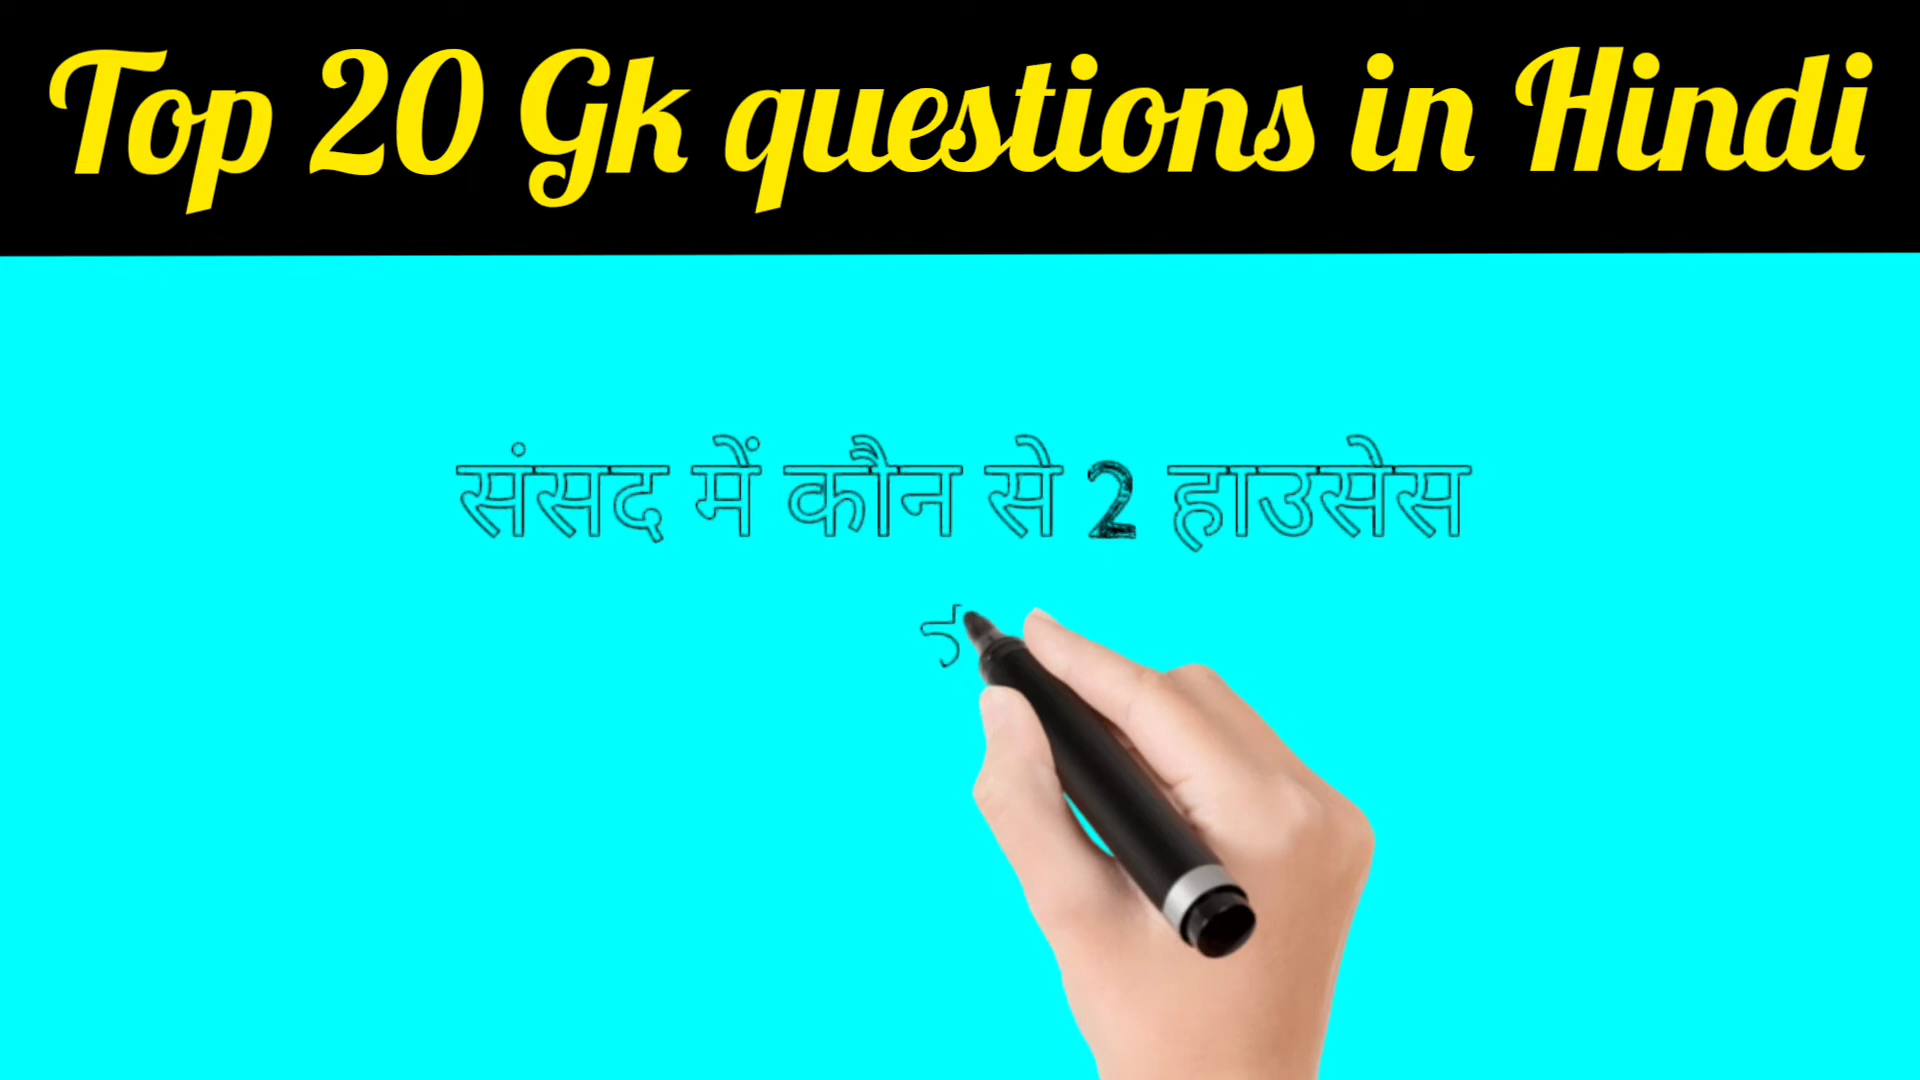 Top 20 Gk questions in Hindi
संसद में कौन से 2 हाउसेस